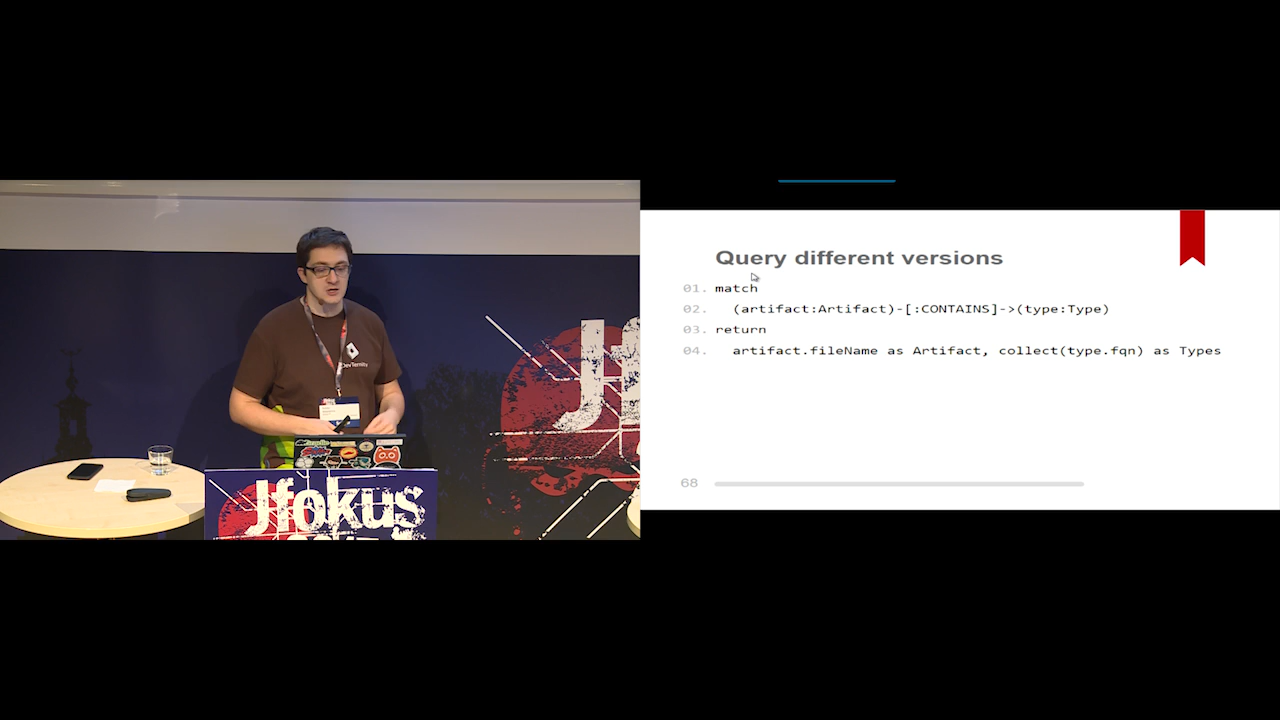 DevTernity
Jfokus
Query different versions
01. match
02. (artifact:Artifact)-[:CONTAINS]->(type:Type)
03. return
04. artifact.fileName as Artifact, collect(type.fqn) as Types
68